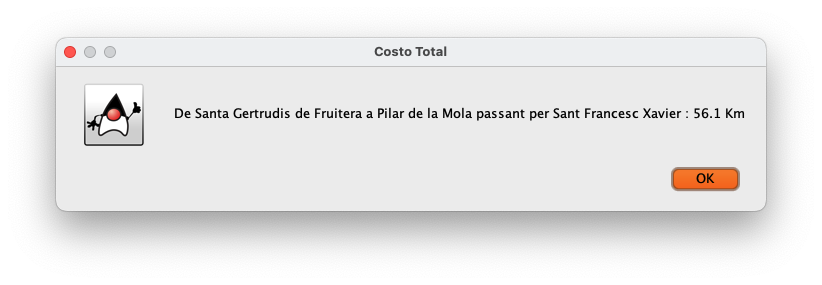 Costo Total
De Santa Gertrudis de Fruitera a Pilar de la Mola passant per Sant Francesc Xavier : 56.1 Km
OK